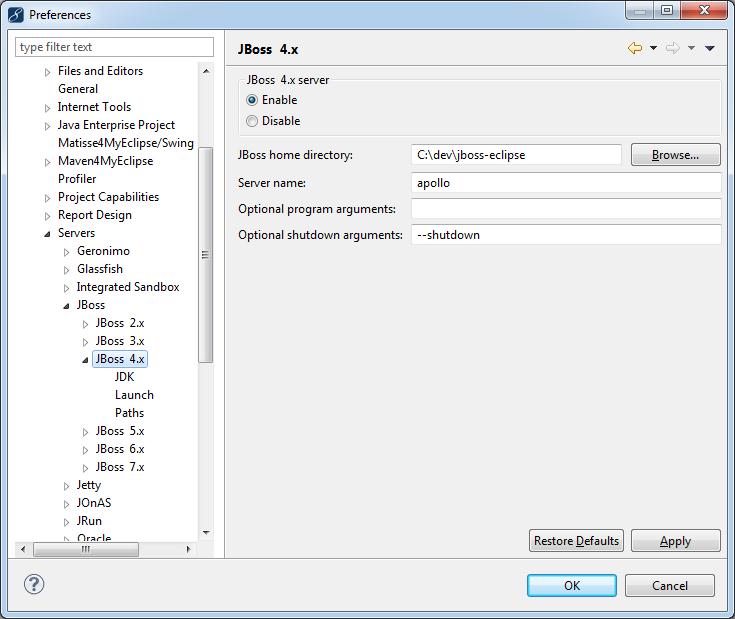 Preferences
type filter text
Files and Editors
General
Internet Tools
Java Enterprise Project
Matisse4MyEclipse/Swing
Maven4MyEclipse
Profiler
Project Capabilities
Report Design
Servers
Geronimo
Glassfish
Integrated Sandbox
JBoss
JBoss 2.x
JBoss 3.x
JBoss 4.x
JDK
Launch
Paths
JBoss 5.x
JBoss 6.x
JBoss 7.x
Jetty
JOnAS
JRun
Oracle
JBoss 4.x
JBoss 4.x server
Enable
Disable
JBoss home directory: C:\dev\jboss-eclipse Browse...
Server name: apollo
Optional program arguments:
Optional shutdown arguments: --shutdown
Restore Defaults Apply
? OK Cancel